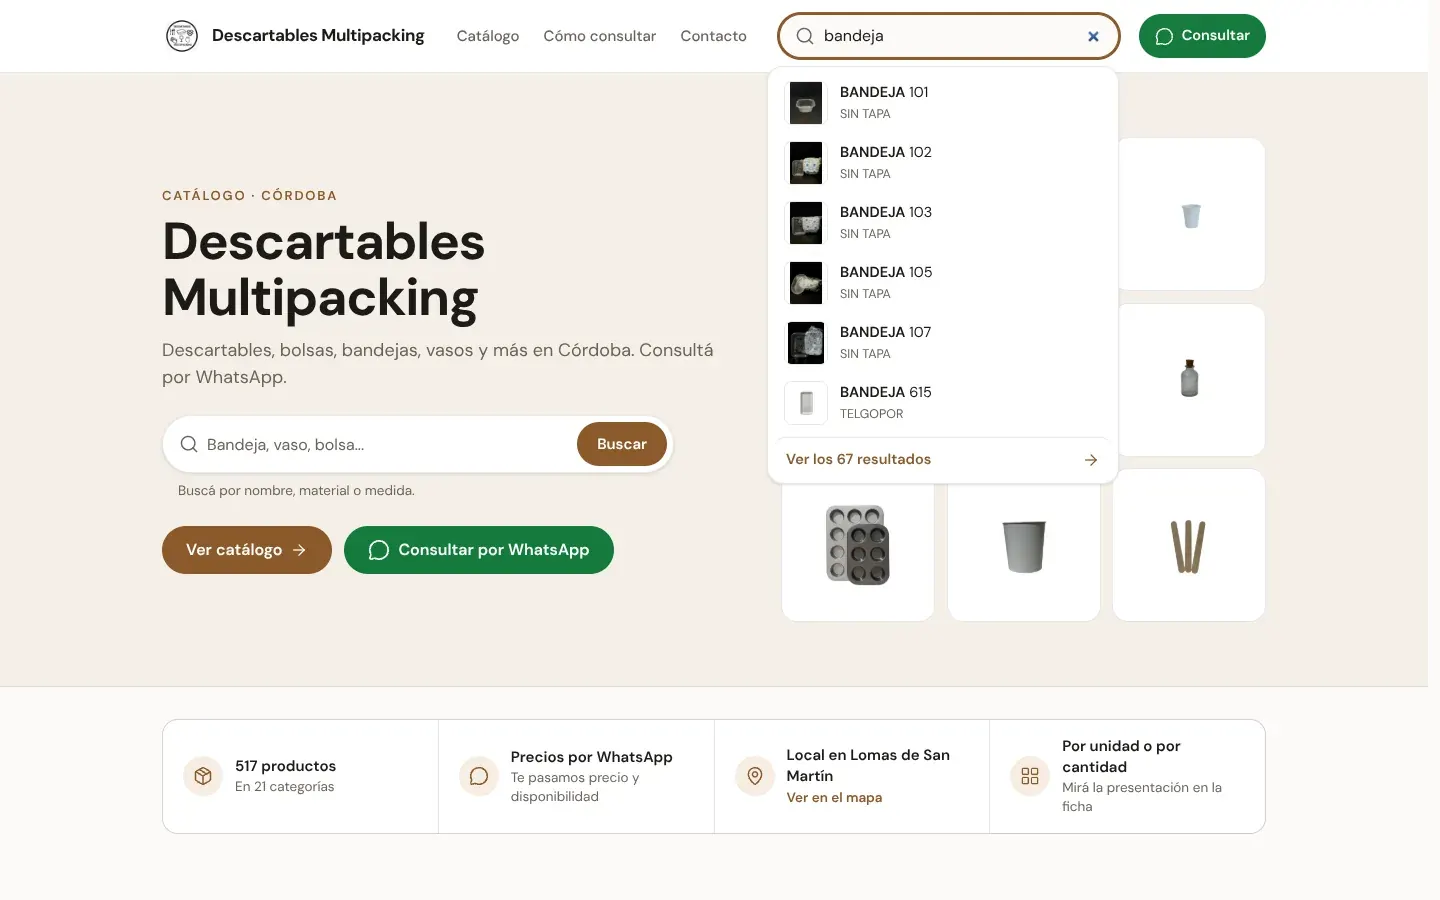 Descartables Multipacking
Catálogo
Cómo consultar
Contacto
bandeja
Consultar
BANDEJA 101
SIN TAPA
BANDEJA 102
SIN TAPA
BANDEJA 103
SIN TAPA
BANDEJA 105
SIN TAPA
BANDEJA 107
SIN TAPA
BANDEJA 615
TELGOPOR
Ver los 67 resultados
CATÁLOGO · CÓRDOBA
Descartables
Multipacking
Descartables, bolsas, bandejas, vasos y más en Córdoba. Consultá
por WhatsApp.
Bandeja, vaso, bolsa...
Buscar
Buscá por nombre, material o medida.
Ver catálogo
Consultar por WhatsApp
517 productos
En 21 categorías
Precios por WhatsApp
Te pasamos precio y
disponibilidad
Local en Lomas de San
Martín
Ver en el mapa
Por unidad o por
cantidad
Mirá la presentación en la
ficha